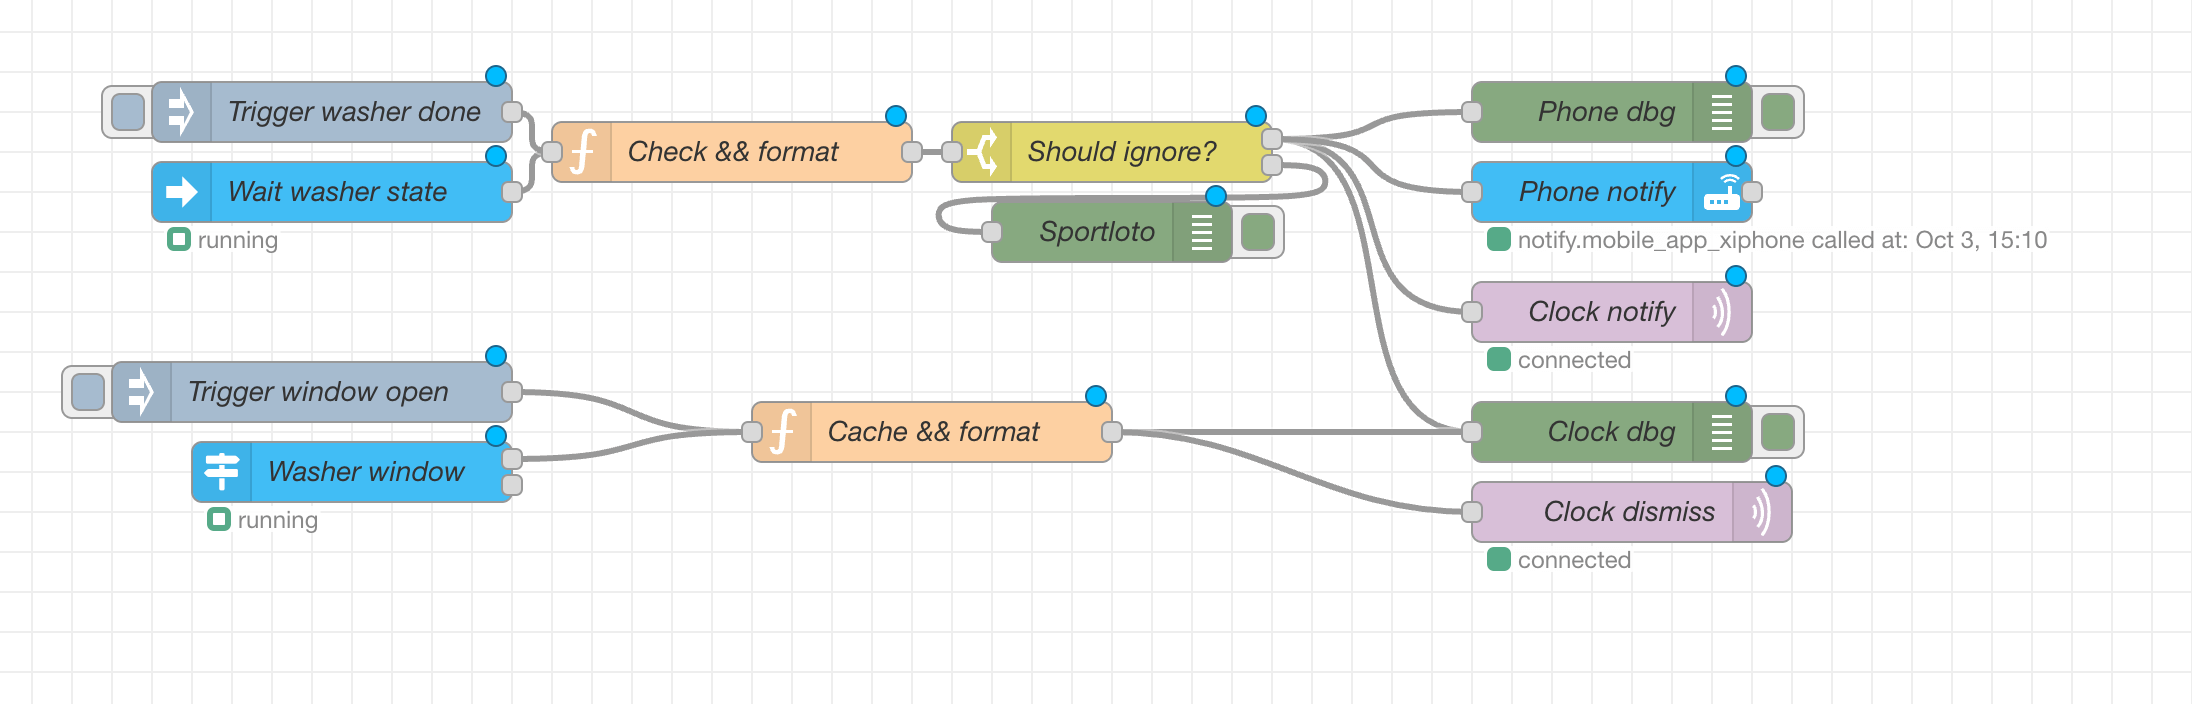 Trigger washer done
Wait washer state
running
Check && format
Should ignore?
Sportloto
Phone dbg
Phone notify
notify.mobile_app_xiphone called at: Oct 3, 15:10
Clock notify
connected
Trigger window open
Washer window
running
Cache && format
Clock dbg
Clock dismiss
connected